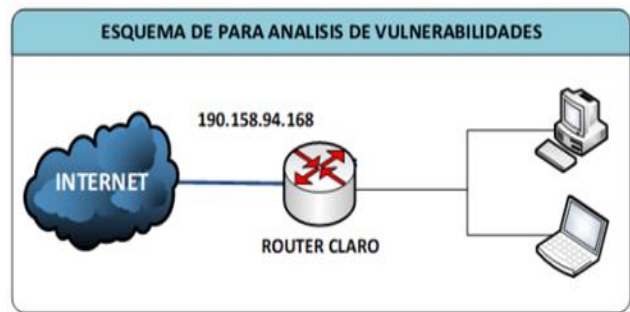 ESQUEMA DE PARA ANALISIS DE VULNERABILIDADES
190.158.94.168
INTERNET
ROUTER CLARO